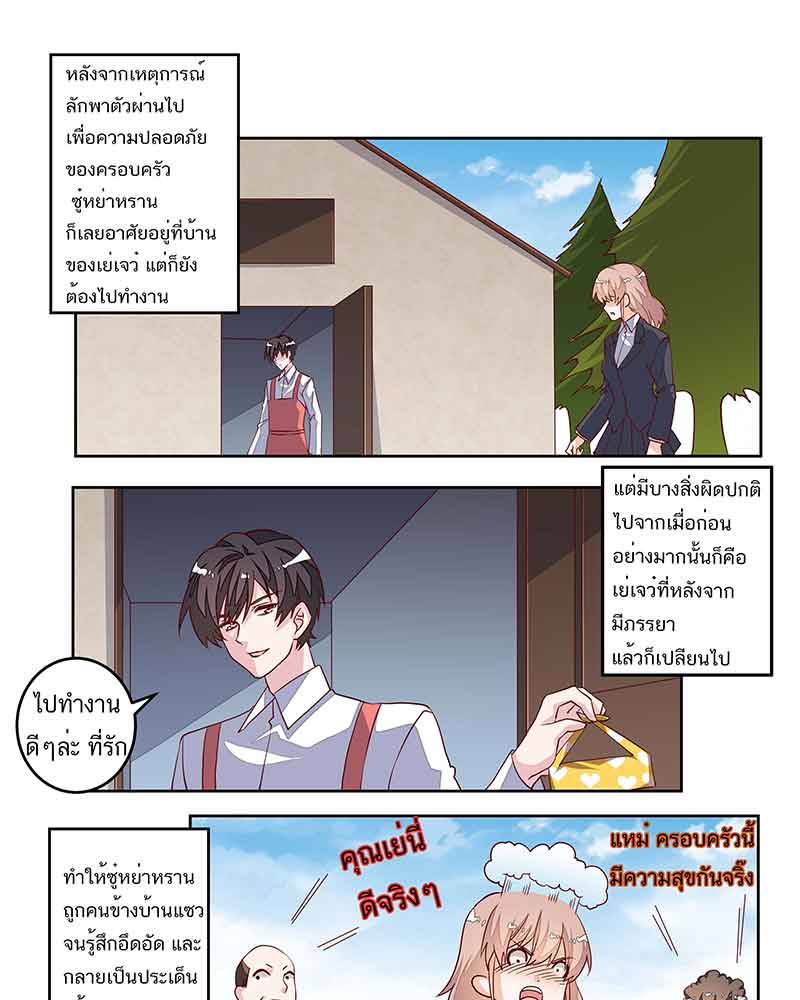 หลังจากเหตุการณ์
ลักพาตัวผ่านไป
เพื่อความปลอดภัย
ของครอบครัว
ซู๋หย่าหราน
ก็เลยอาศัยอยู่ที่บ้าน
ของเย่เจว๋ แต่ก็ยัง
ต้องไปทำงาน
แต่มีบางสิ่งผิดปกติ
ไปจากเมื่อก่อน
อย่างมากนั้นก็คือ
เย่เจว๋ที่หลังจาก
มีภรรยา
แล้วก็เปลียนไป
ไปทำงาน
ดีๆล่ะ ที่รัก
คุณเย่นี่
ดีจริงๆ
แหม๋ ครอบครัวนี้
มีความสุขกันจริ๊ง
ทำให้ซู๋หย่าหราน
ถูกคนข้างบ้านแซว
จนรู้สึกอึดอัด และ
กลายเป็นประเด็น